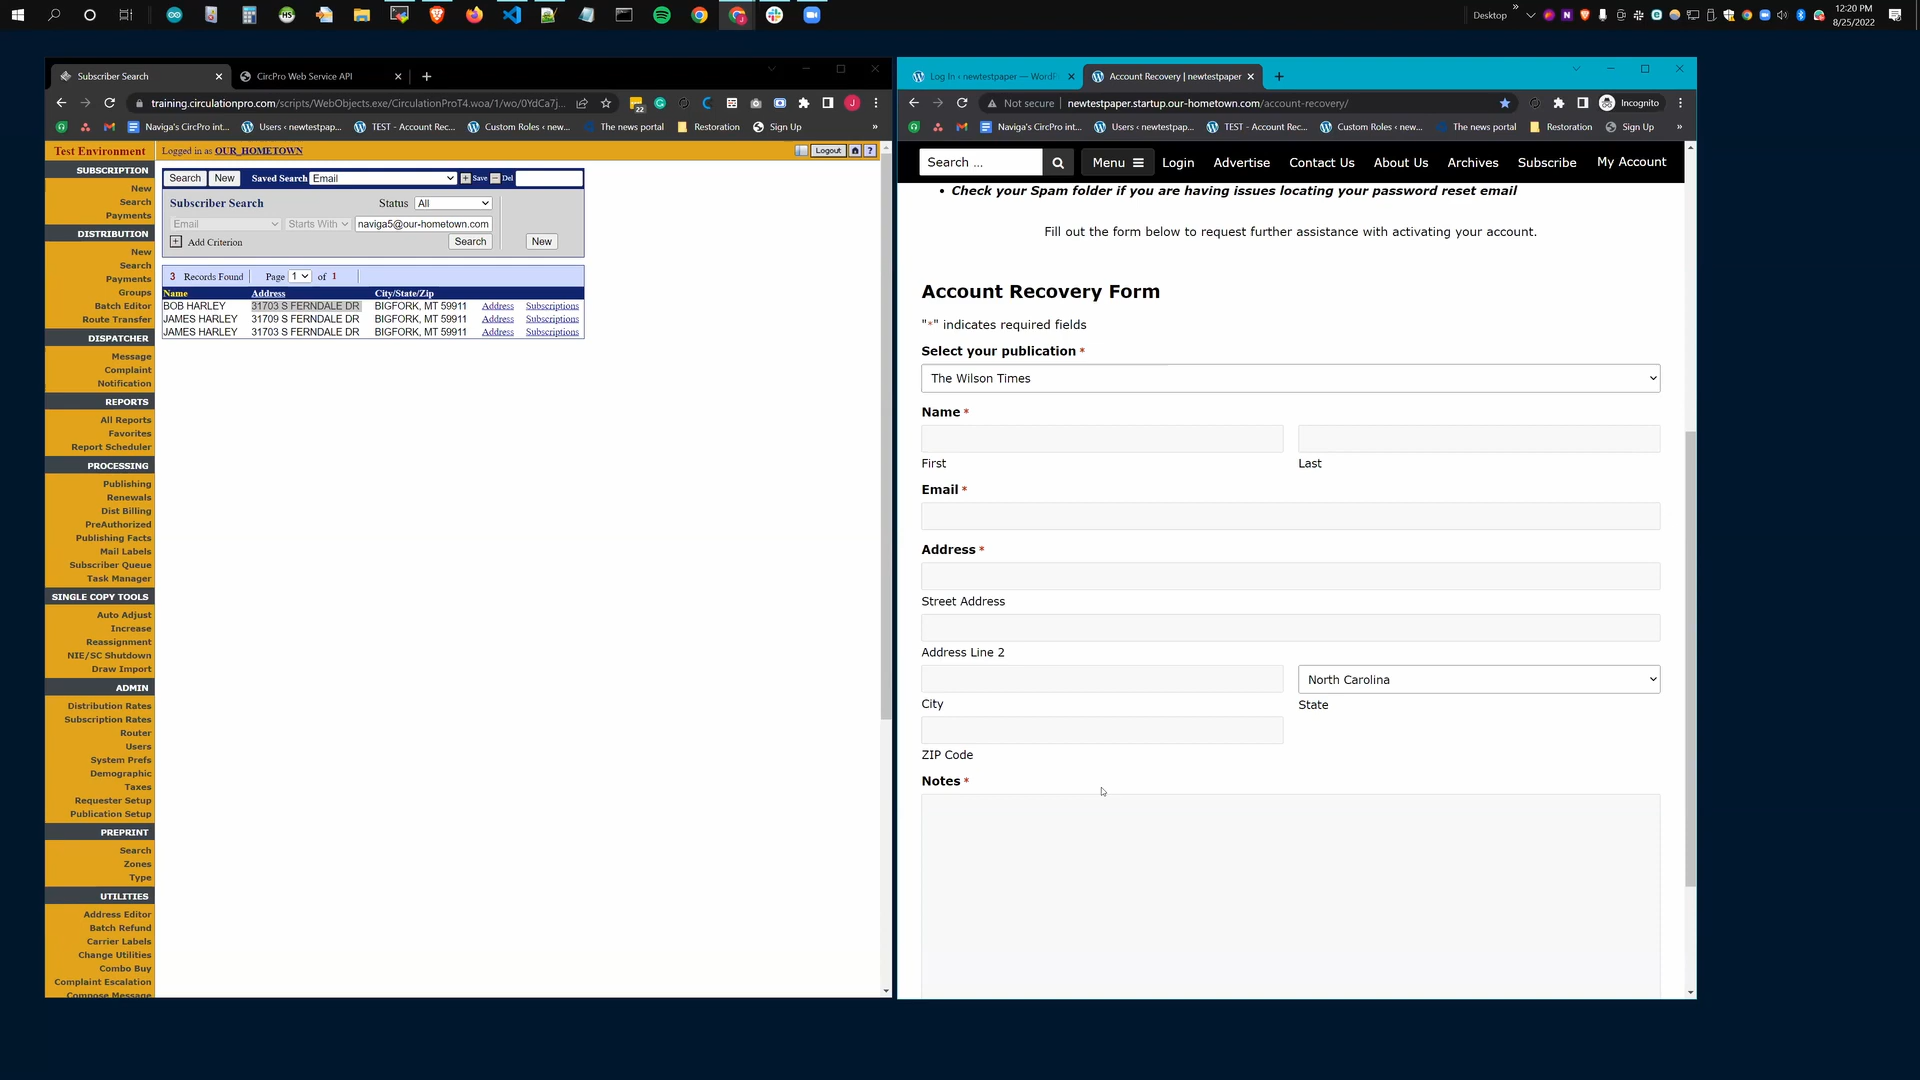 Desktop
»
12:20 PM
8/25/2022
22
Subscriber Search
CircPro Web Service API
training.circulationpro.com/scripts/WebObjects.exe/CirculationProT4.woa/1/wo/0YdCa7j...
Naviga's CircPro int...
Users ‹ newtestpap...
TEST - Account Rec...
Custom Roles ‹ new...
The news portal
Restoration
Sign Up
»
Test Environment
Logged in as OUR_HOMETOWN
Logout
SUBSCRIPTION
New
Search
Payments
DISTRIBUTION
New
Search
Payments
Groups
Batch Editor
Route Transfer
DISPATCHER
Message
Complaint
Notification
REPORTS
All Reports
Favorites
Report Scheduler
PROCESSING
Publishing
Renewals
Dist Billing
PreAuthorized
Publishing Facts
Mail Labels
Subscriber Queue
Task Manager
SINGLE COPY TOOLS
Auto Adjust
Increase
Reassignment
NIE/SC Shutdown
Draw Import
ADMIN
Distribution Rates
Subscription Rates
Router
Users
System Prefs
Demographic
Taxes
Requester Setup
Publication Setup
PREPRINT
Search
Zones
Type
UTILITIES
Address Editor
Batch Refund
Carrier Labels
Change Utilities
Combo Buy
Complaint Escalation
Compose Message
Search New Saved Search Email Save Del
Subscriber Search Status All
Email Starts With naviga5@our-hometown.com
Add Criterion Search New
3 Records Found Page 1 of 1
Name Address City/State/Zip
BOB HARLEY 31703 S FERNDALE DR BIGFORK, MT 59911 Address Subscriptions
JAMES HARLEY 31709 S FERNDALE DR BIGFORK, MT 59911 Address Subscriptions
JAMES HARLEY 31703 S FERNDALE DR BIGFORK, MT 59911 Address Subscriptions
Log In ‹ newtestpaper — WordP
Account Recovery | newtestpaper
Not secure newtestpaper.startup.our-hometown.com/account-recovery/
Incognito
Naviga's CircPro int...
Users ‹ newtestpap...
TEST - Account Rec...
Custom Roles ‹ new...
The news portal
Restoration
Sign Up
»
Search ...
Menu
Login
Advertise
Contact Us
About Us
Archives
Subscribe
My Account
• Check your Spam folder if you are having issues locating your password reset email
Fill out the form below to request further assistance with activating your account.
Account Recovery Form
"*" indicates required fields
Select your publication *
The Wilson Times
Name *
First Last
Email *
Address *
Street Address
Address Line 2
North Carolina
City State
ZIP Code
Notes *